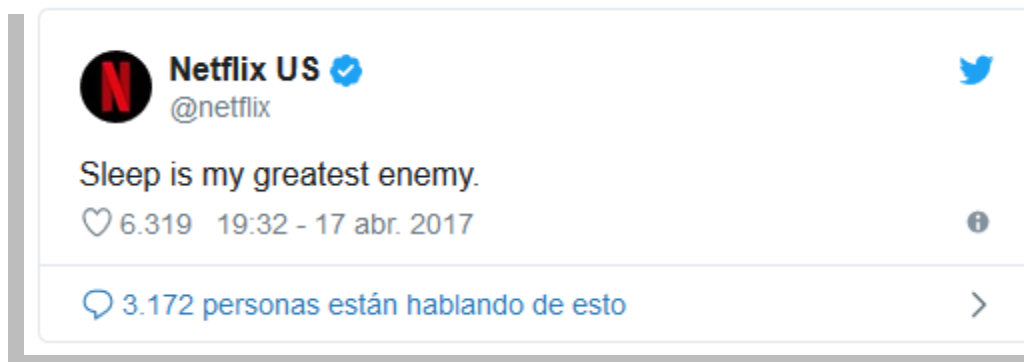 Netflix US
@netflix
Sleep is my greatest enemy.
6.319 19:32 - 17 abr. 2017
3.172 personas están hablando de esto